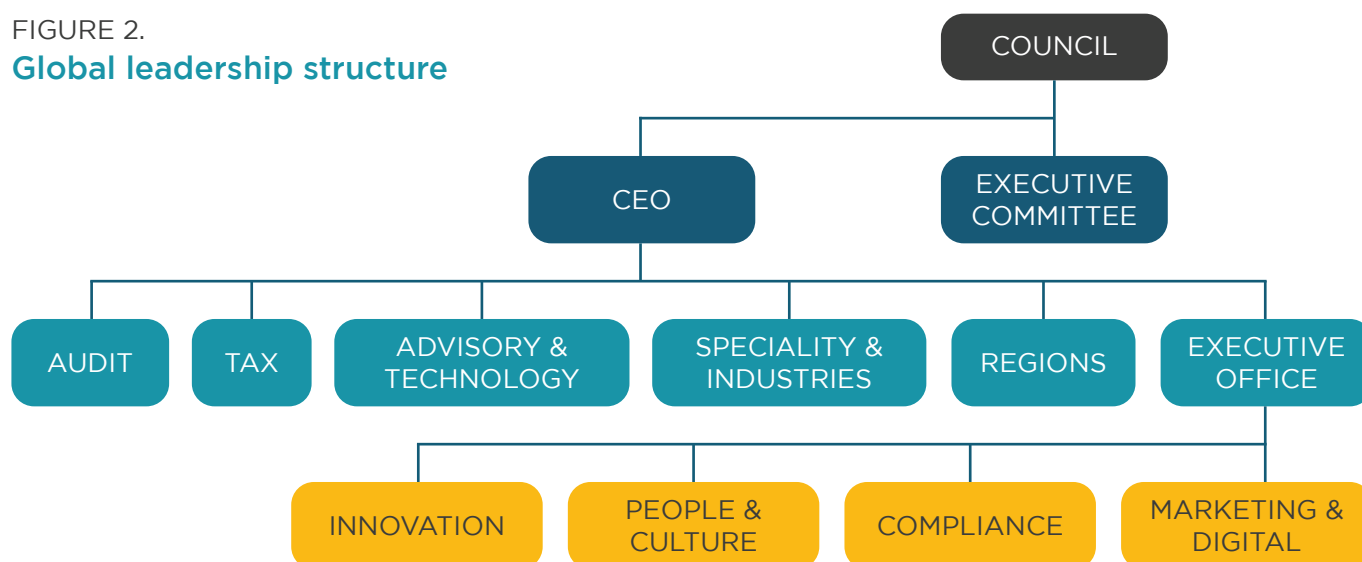 FIGURE 2.
Global leadership structure
COUNCIL
CEO
EXECUTIVE
COMMITTEE
AUDIT
TAX
ADVISORY &
TECHNOLOGY
SPECIALITY &
INDUSTRIES
REGIONS
EXECUTIVE
OFFICE
INNOVATION
PEOPLE &
CULTURE
COMPLIANCE
MARKETING &
DIGITAL